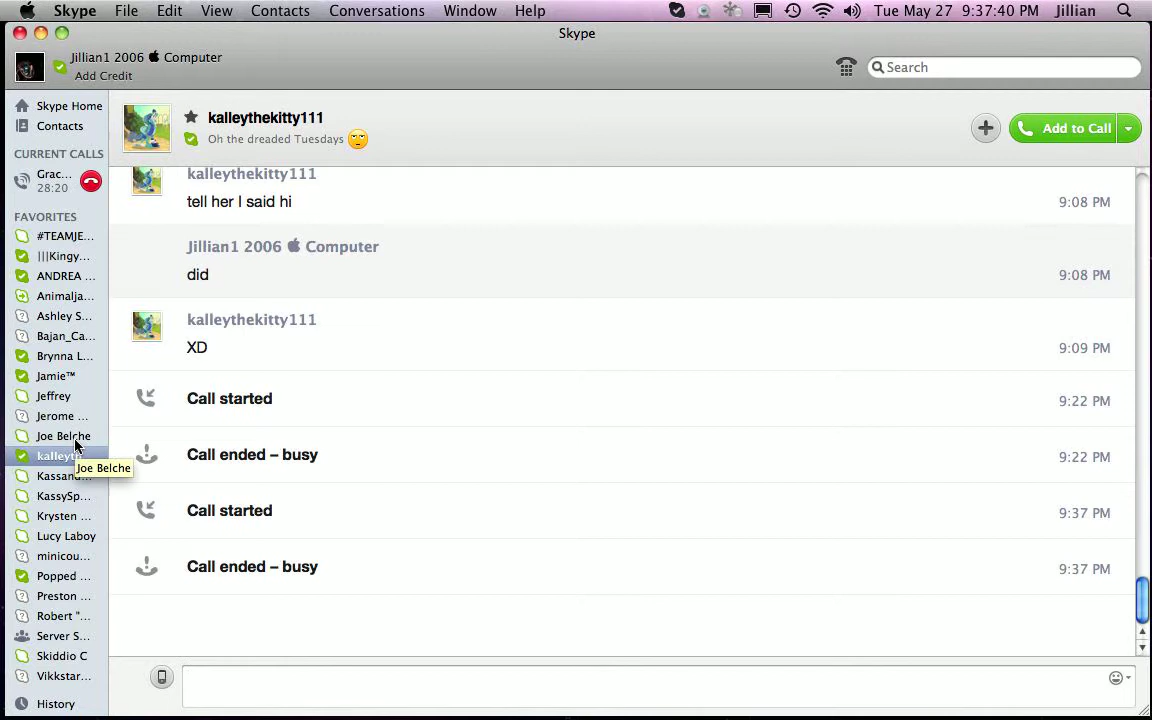 Skype File Edit View Contacts Conversations Window Help Tue May 27 9:37:40 PM Jillian
Skype
Jillian1 2006 Computer
Add Credit
Search
Skype Home
Contacts
CURRENT CALLS
Grac...
28:20
FAVORITES
#TEAMJE...
|||Kingy...
ANDREA ...
Animalja...
Ashley S...
Bajan_Ca...
Brynna L...
Jamie™
Jeffrey
Jerome ...
Joe Belche
kalleyth
Joe Belche
Kassand...
KassySp...
Krysten ...
Lucy Laboy
minicou...
Popped ...
Preston ...
Robert "...
Server S...
Skiddio C
Vikkstar...
History
kalleythekitty111
Oh the dreaded Tuesdays
Add to Call
kalleythekitty111
tell her I said hi 9:08 PM
Jillian1 2006 Computer
did 9:08 PM
kalleythekitty111
XD 9:09 PM
Call started 9:22 PM
Call ended – busy 9:22 PM
Call started 9:37 PM
Call ended – busy 9:37 PM